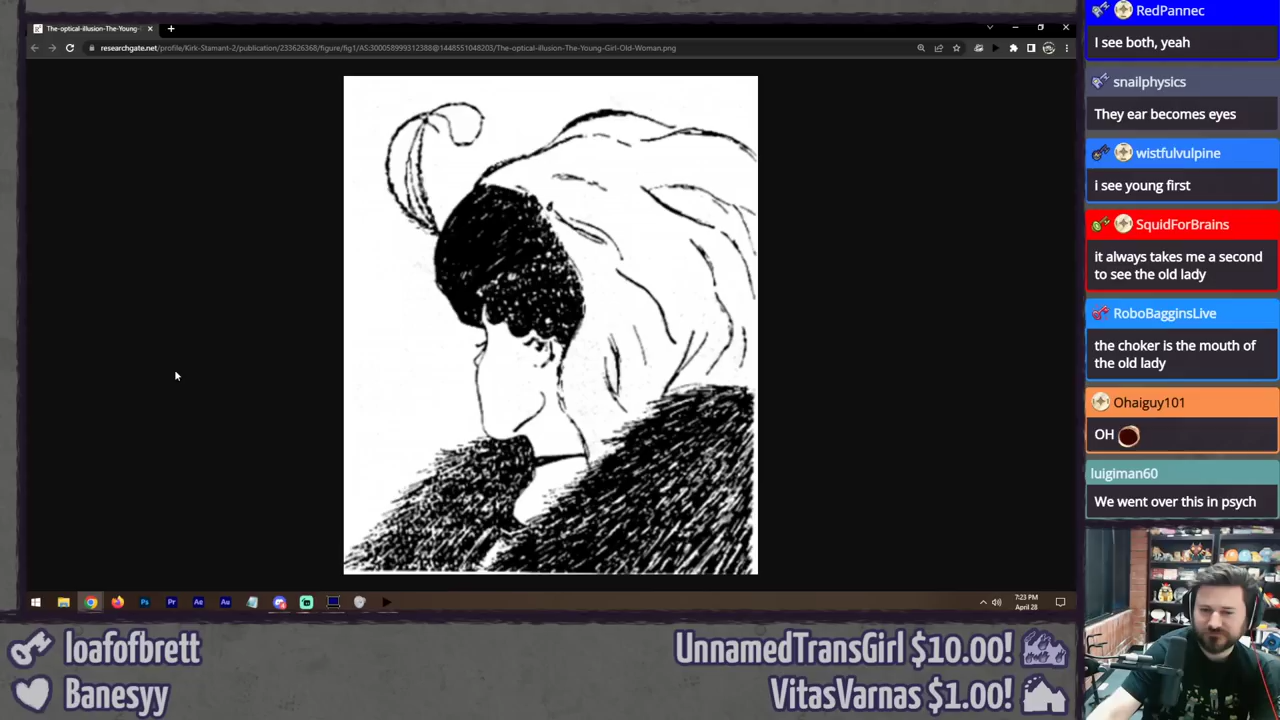 The-optical-illusion-The-Young-
researchgate.net/profile/Kirk-Stamant-2/publication/233626368/figure/fig1/AS:300058999312388@1448551048203/The-optical-illusion-The-Young-Girl-Old-Woman.png
RedPannec
I see both, yeah
snailphysics
They ear becomes eyes
wistfulvulpine
i see young first
SquidForBrains
it always takes me a second
to see the old lady
RoboBagginsLive
the choker is the mouth of
the old lady
Ohaiguy101
OH
luigiman60
We went over this in psych
Ps
Pr
Ae
Au
7:23 PM
April 28
loafofbrett
Banesyy
UnnamedTransGirl $10.00!
VitasVarnas $1.00!